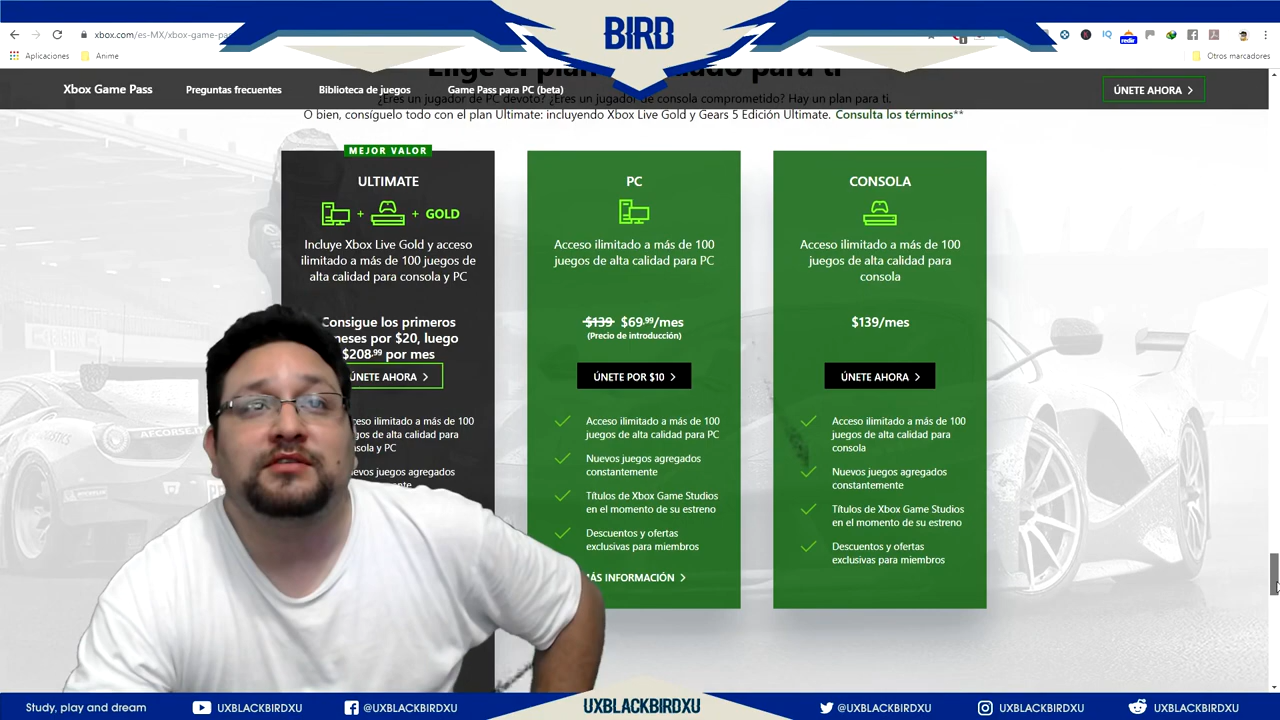 BIRD
xbox.com/es-MX/xbox-game-pa
Aplicaciones
Anime
Otros marcadores
Xbox Game Pass
Preguntas frecuentes
Biblioteca de juegos
Game Pass para PC (beta)
ÚNETE AHORA
¿Eres un jugador de PC devoto? ¿Eres un jugador de consola comprometido? Hay un plan para ti.
O bien, consíguelo todo con el plan Ultimate: incluyendo Xbox Live Gold y Gears 5 Edición Ultimate. Consulta los términos**
MEJOR VALOR
ULTIMATE
+ + GOLD
Incluye Xbox Live Gold y acceso
ilimitado a más de 100 juegos de
alta calidad para consola y PC
Consigue los primeros
por $20, luego
$208.99 por mes
ÚNETE AHORA
a más de 100
de alta calidad para
y PC
juegos agregados
PC
Acceso ilimitado a más de 100
juegos de alta calidad para PC
$139 $69.99/mes
(Precio de introducción)
ÚNETE POR $10
Acceso ilimitado a más de 100
juegos de alta calidad para PC
Nuevos juegos agregados
constantemente
Títulos de Xbox Game Studios
en el momento de su estreno
Descuentos y ofertas
exclusivas para miembros
MÁS INFORMACIÓN
CONSOLA
Acceso ilimitado a más de 100
juegos de alta calidad para
consola
$139/mes
ÚNETE AHORA
Acceso ilimitado a más de 100
juegos de alta calidad para
consola
Nuevos juegos agregados
constantemente
Títulos de Xbox Game Studios
en el momento de su estreno
Descuentos y ofertas
exclusivas para miembros
Study, play and dream
UXBLACKBIRDXU
@UXBLACKBIRDXU
UXBLACKBIRDXU
@UXBLACKBIRDXU
UXBLACKBIRDXU
UXBLACKBIRDXU